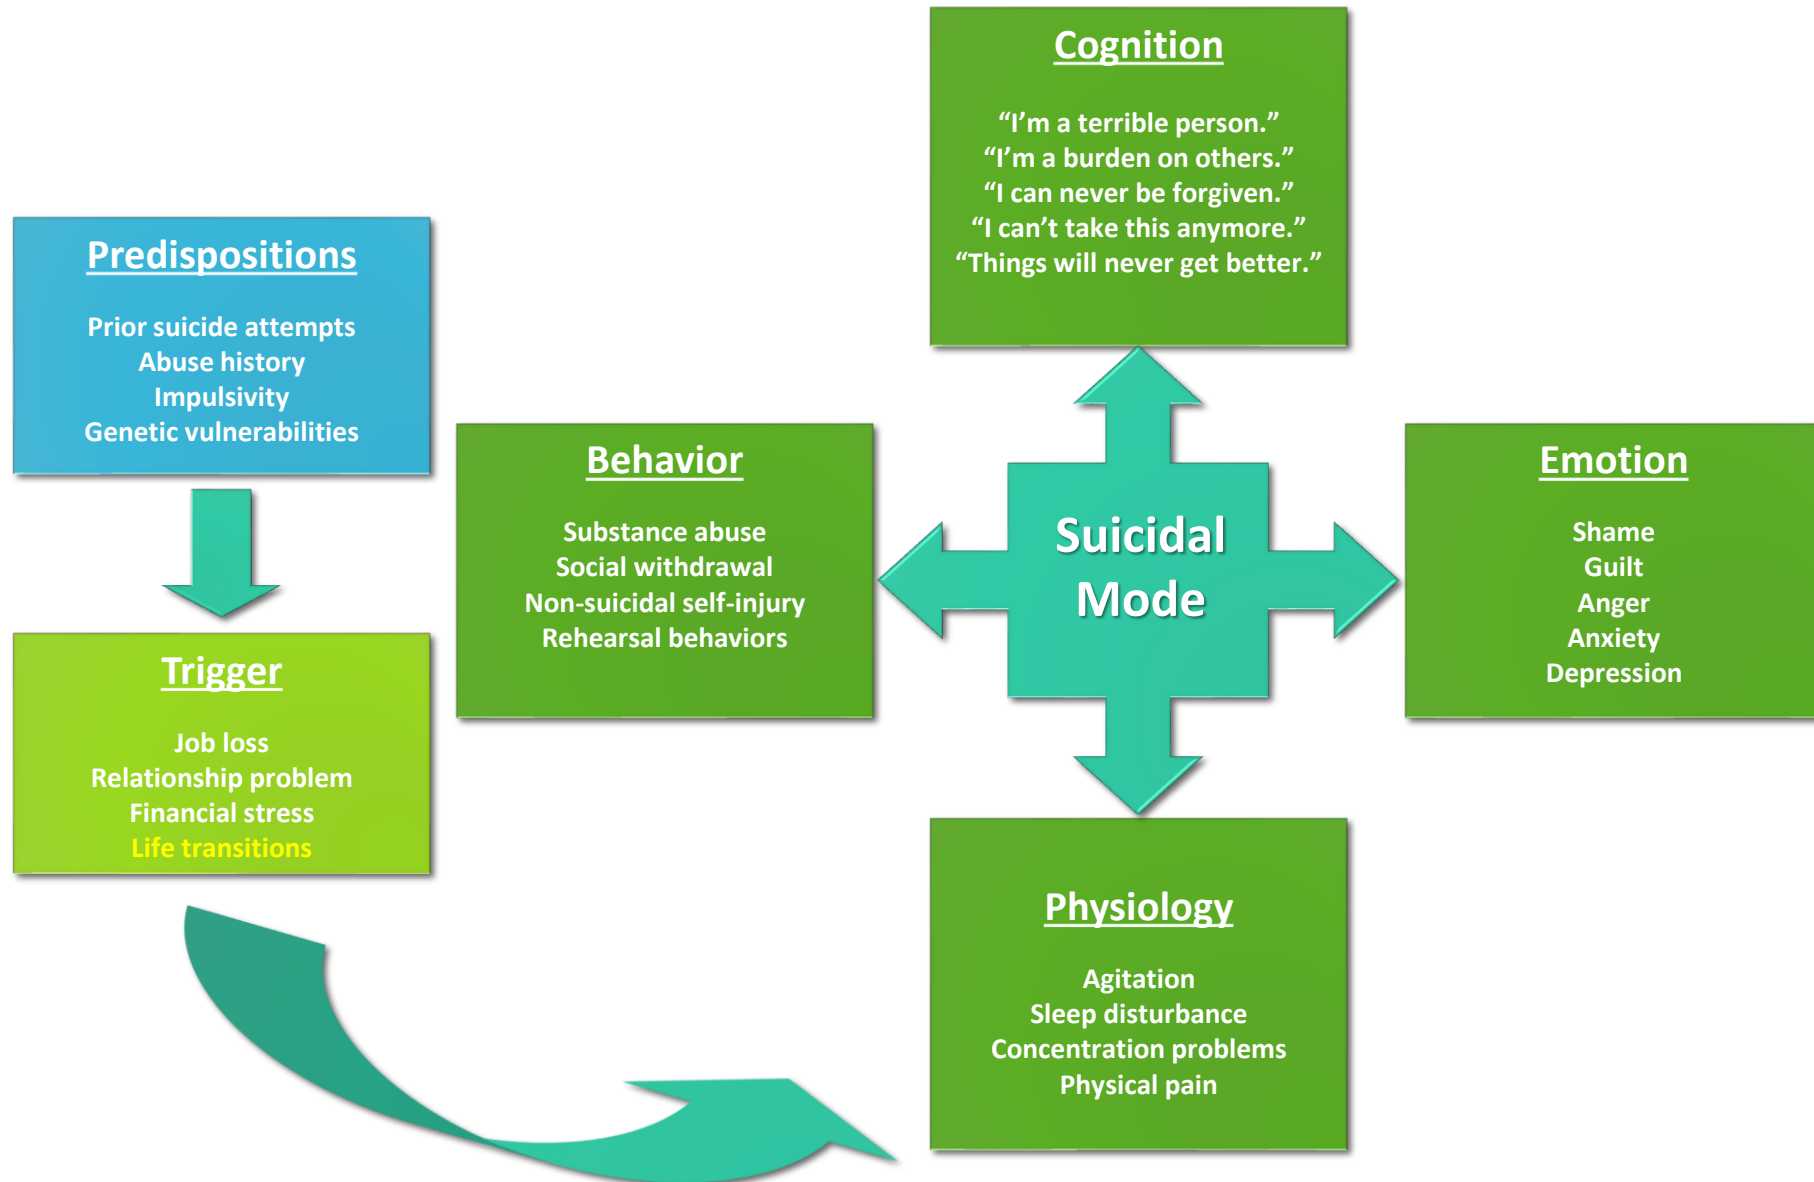 Predispositions
Prior suicide attempts
Abuse history
Impulsivity
Genetic vulnerabilities
Trigger
Job loss
Relationship problem
Financial stress
Life transitions
Behavior
Substance abuse
Social withdrawal
Non-suicidal self-injury
Rehearsal behaviors
Cognition
“I’m a terrible person.”
“I’m a burden on others.”
“I can never be forgiven.”
“I can’t take this anymore.”
“Things will never get better.”
Suicidal
Mode
Emotion
Shame
Guilt
Anger
Anxiety
Depression
Physiology
Agitation
Sleep disturbance
Concentration problems
Physical pain